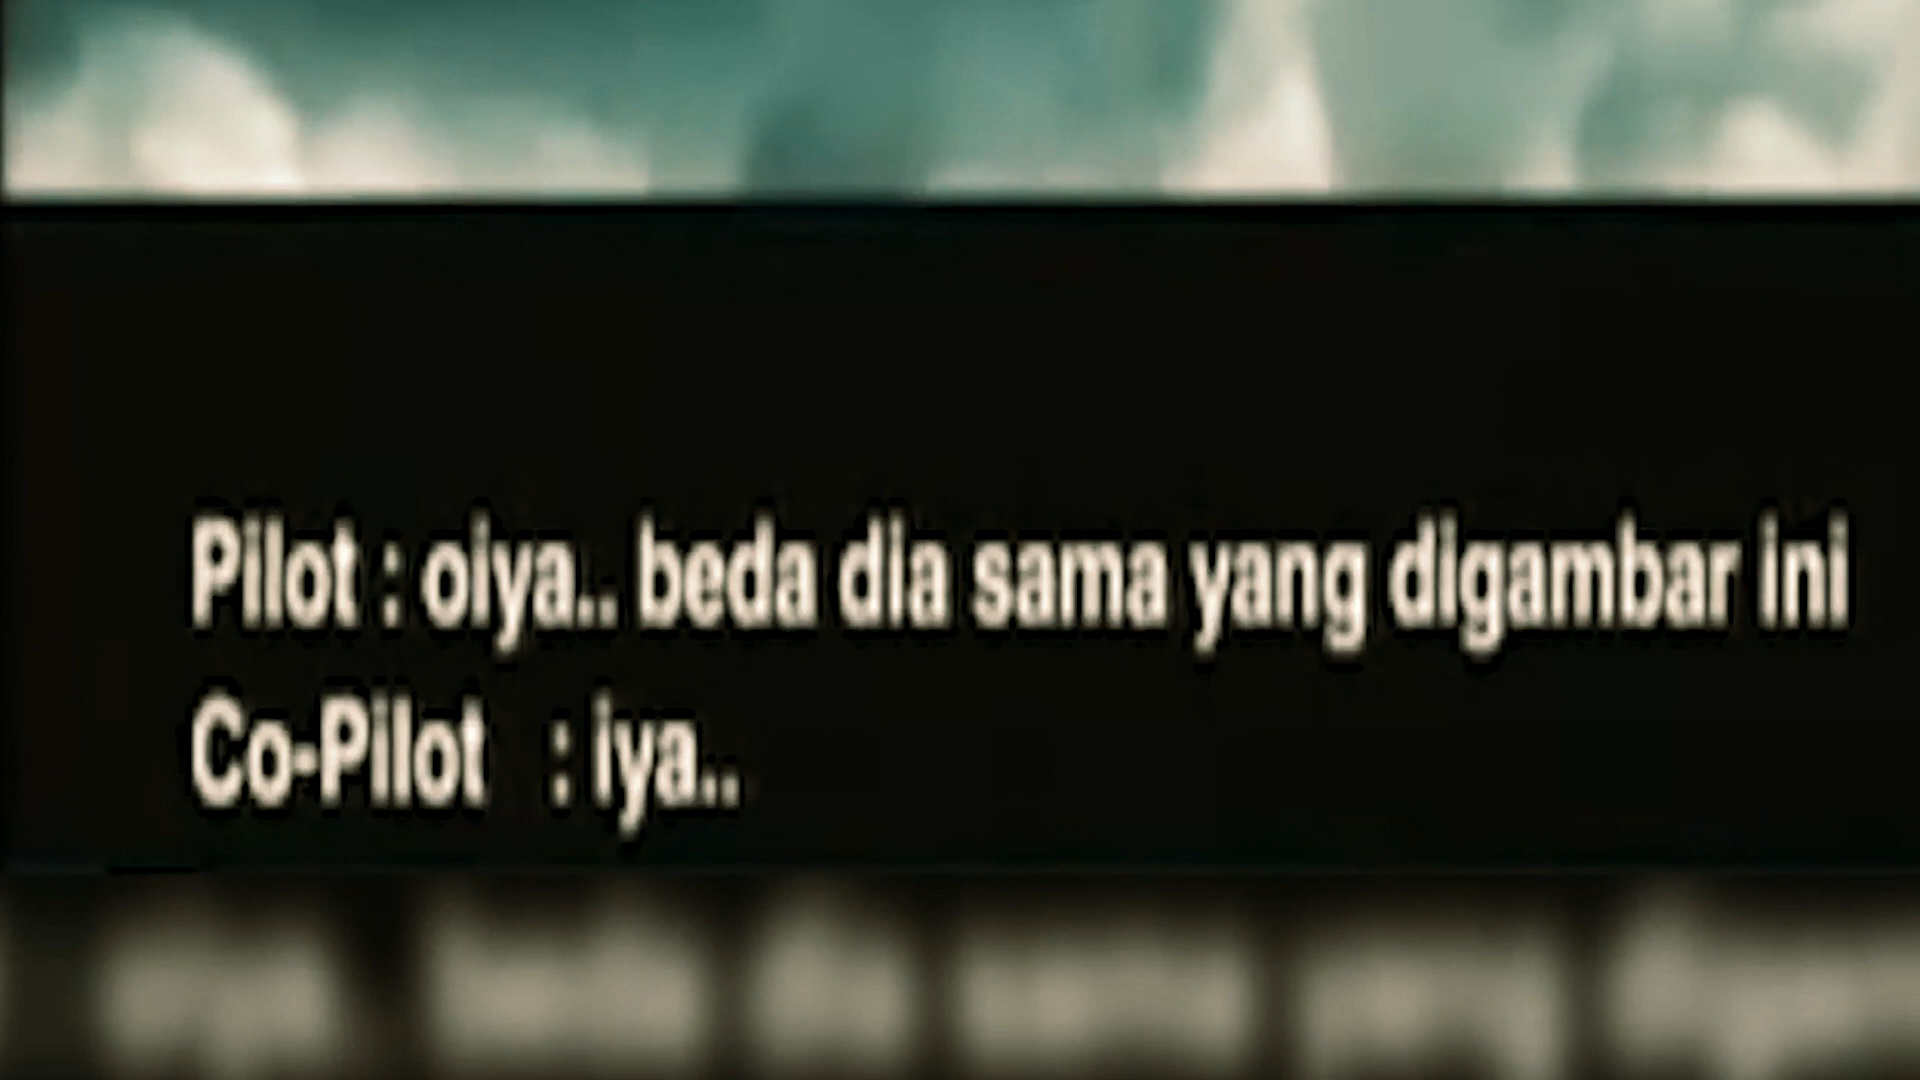 Pilot : oiya.. beda dia sama yang digambar ini
Co-Pilot : iya..